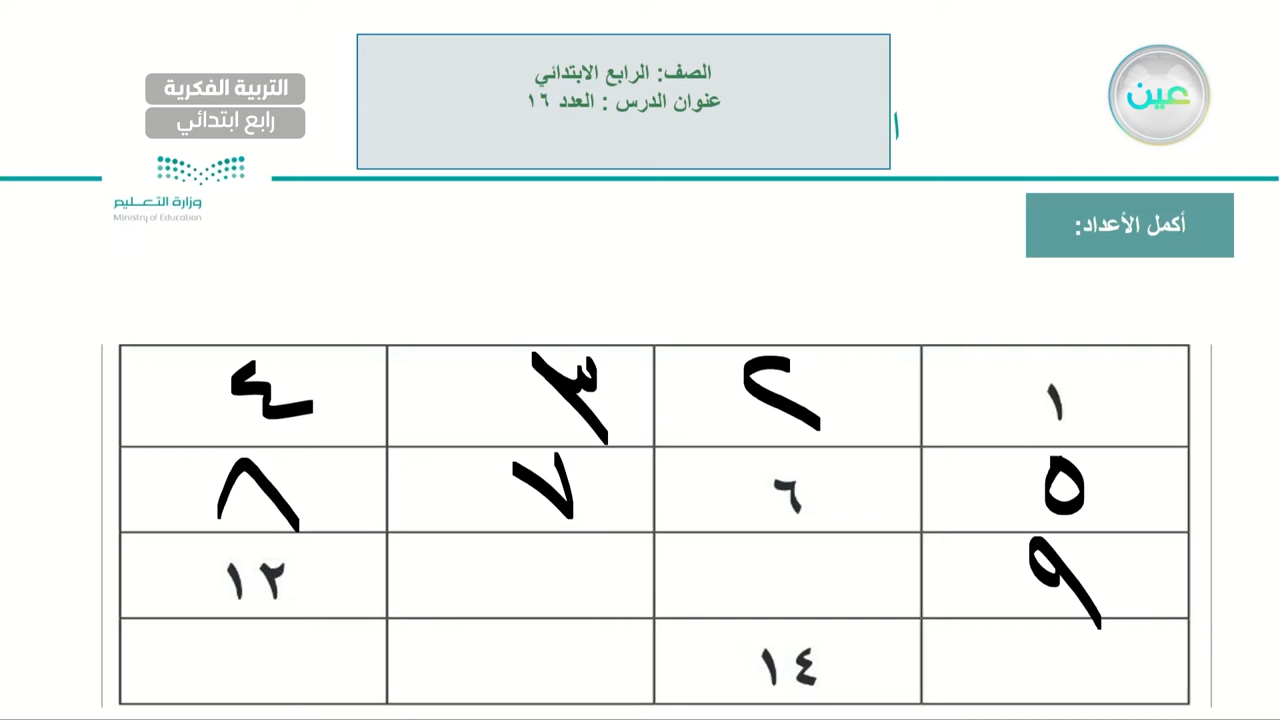 الصف: الرابع الابتدائي
عنوان الدرس : العدد ١٦
عين
التربية الفكرية
رابع ابتدائي
ا
وزارة التعـــليم
Ministry of Education
أكمل الأعداد:
١ ٢ ٣ ٤
٥ ٦ ٧ ٨
٩ ١٢
١٤